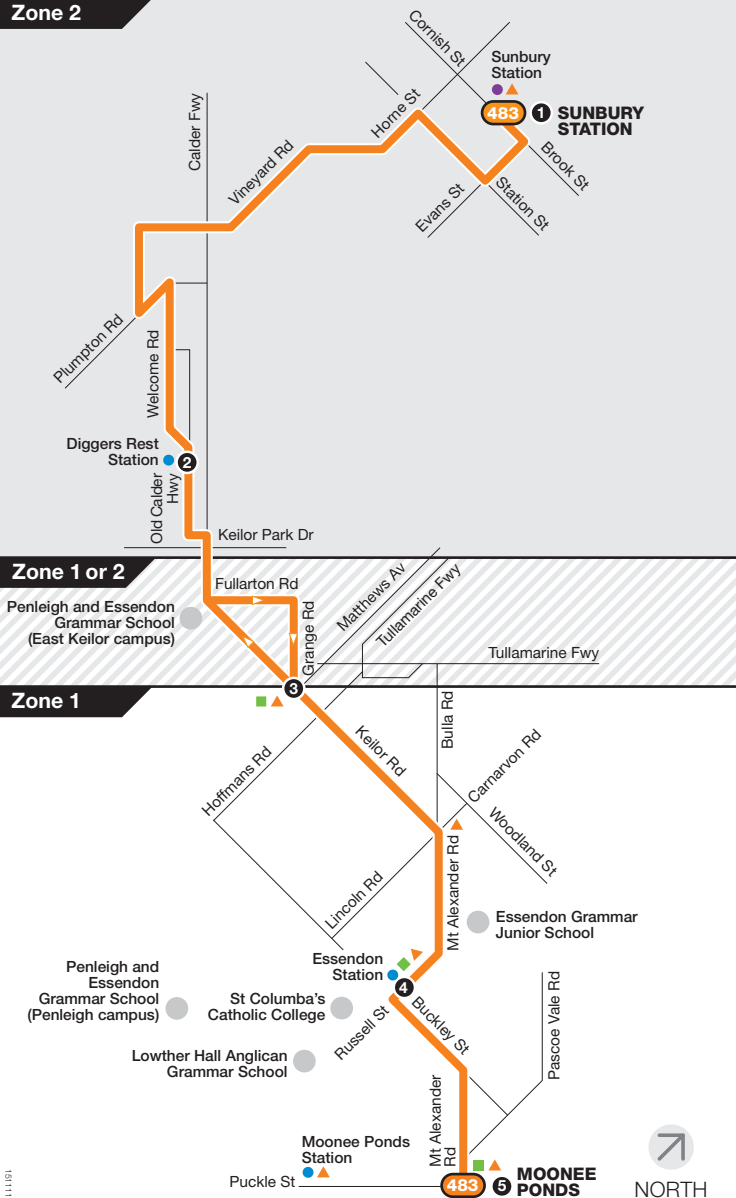 Zone 2
Cornish St
Sunbury
Station
483
1
SUNBURY
STATION
Horne St
Brook St
Calder Fwy
Vineyard Rd
Evans St
Station St
Plumpton Rd
Welcome Rd
Diggers Rest
Station
2
Old Calder
Hwy
Keilor Park Dr
Zone 1 or 2
Fullarton Rd
Matthews Av
Tullamarine Fwy
Penleigh and Essendon
Grammar School
(East Keilor campus)
Grange Rd
Tullamarine Fwy
3
Zone 1
Bulla Rd
Keilor Rd
Hoffmans Rd
Carnarvon Rd
Woodland St
Mt Alexander Rd
Lincoln Rd
Essendon Grammar
Junior School
Essendon
Station
4
Penleigh and
Essendon
Grammar School
(Penleigh campus)
St Columba's
Catholic College
Russell St
Buckley St
Pascoe Vale Rd
Lowther Hall Anglican
Grammar School
Mt Alexander
Rd
Moonee Ponds
Station
Puckle St
483
5
MOONEE
PONDS
NORTH
151111